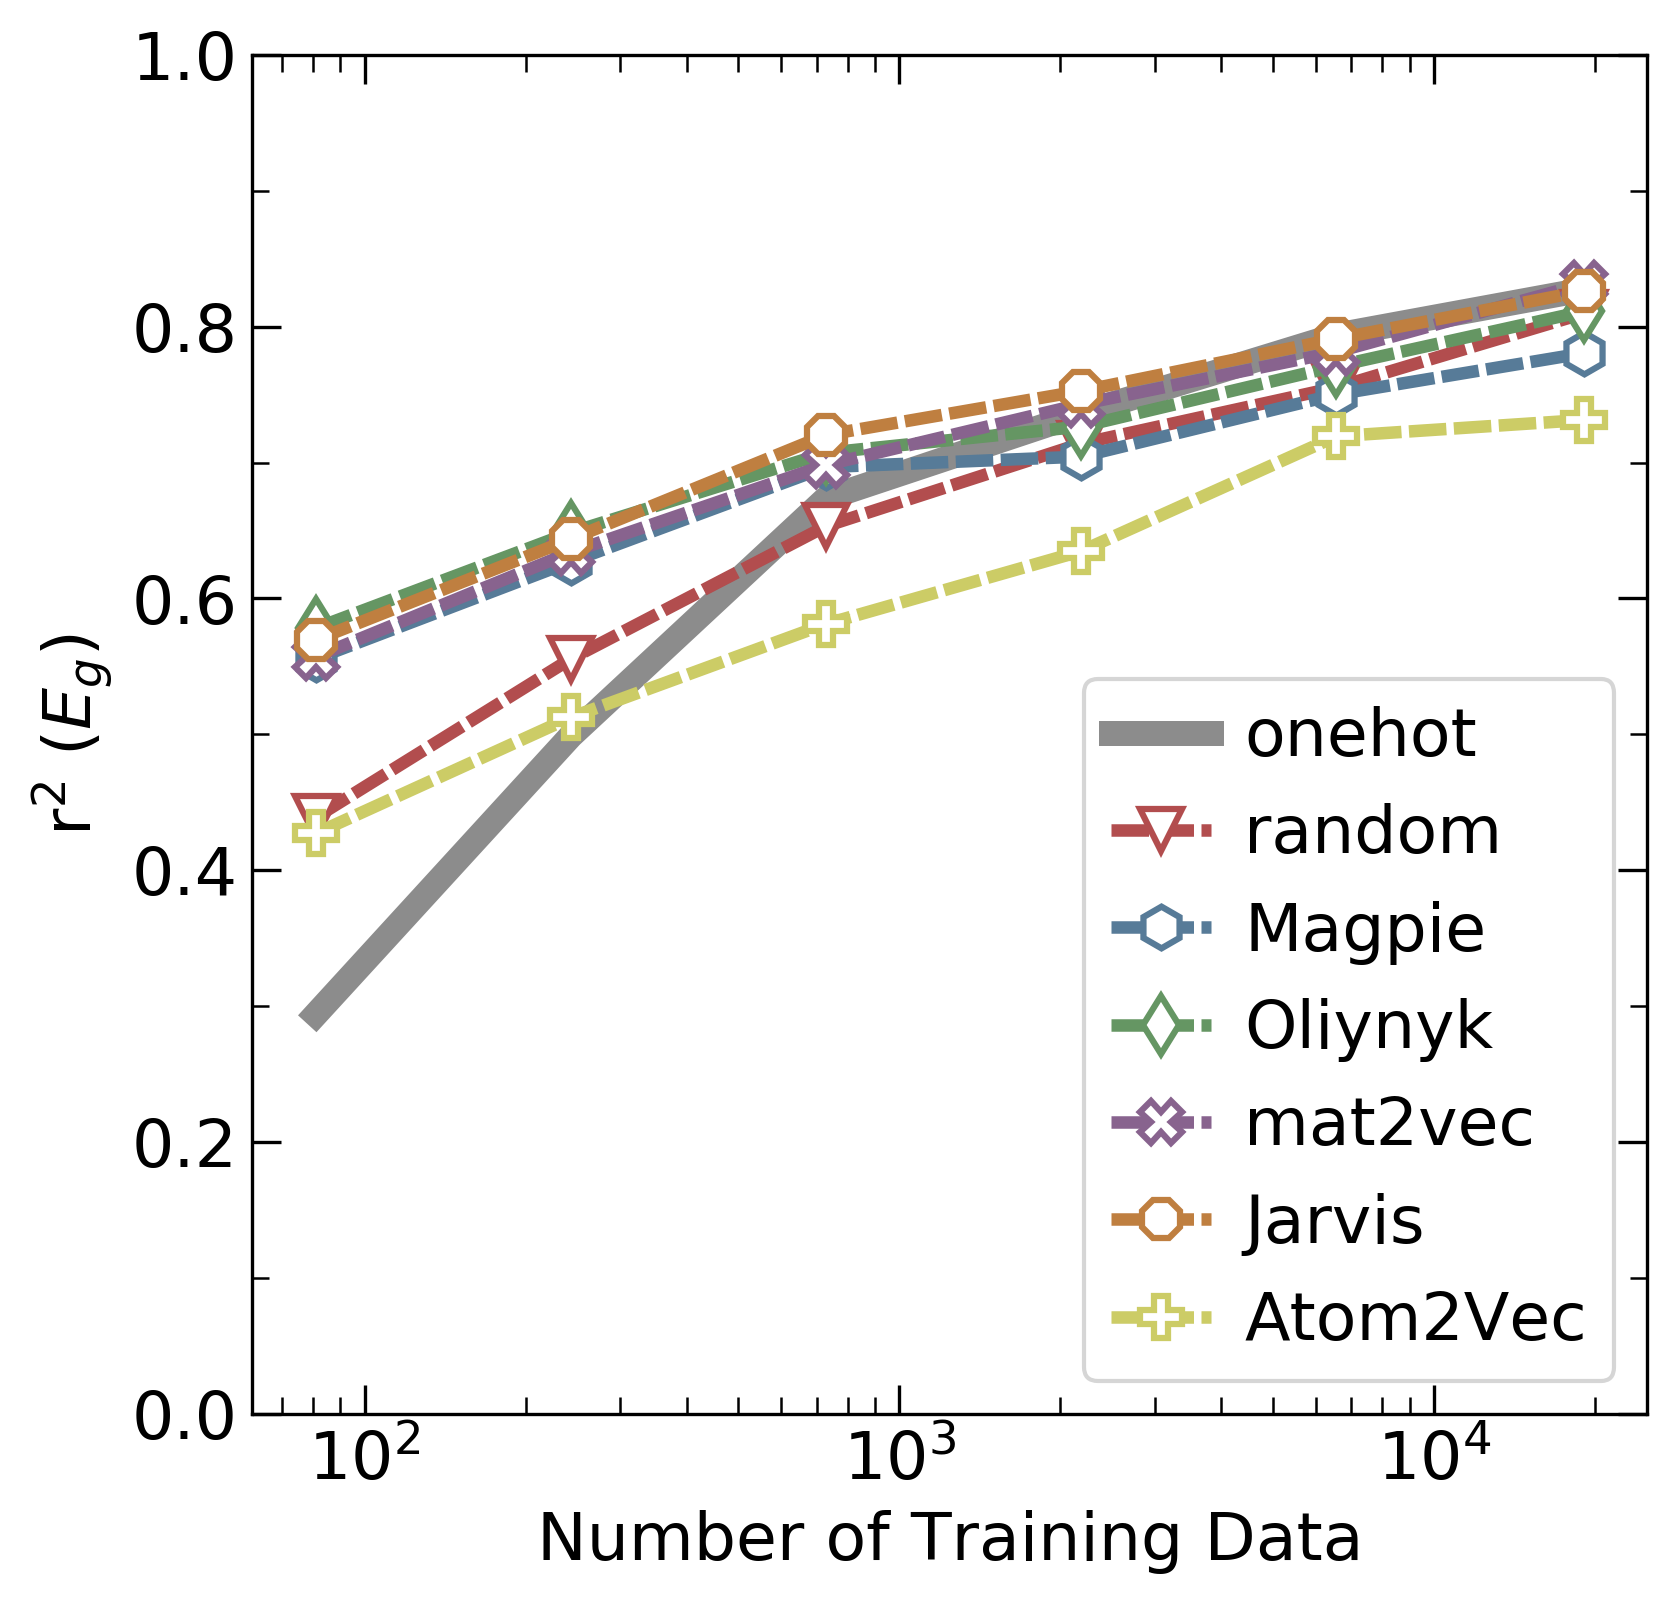 1.0
0.8
0.6
0.4
0.2
0.0
r² (E_g)
10²
10³
10⁴
Number of Training Data
onehot
random
Magpie
Oliynyk
mat2vec
Jarvis
Atom2Vec